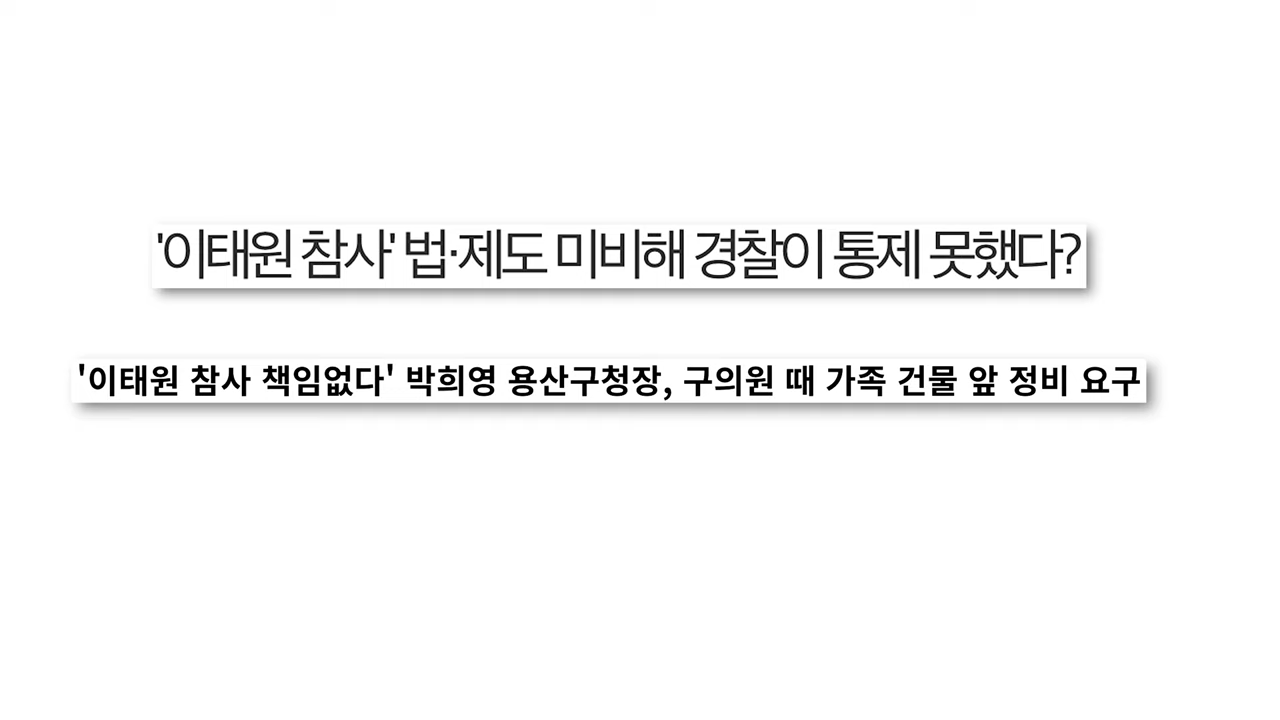 '이태원 참사' 법·제도 미비해 경찰이 통제 못했다?
'이태원 참사 책임없다' 박희영 용산구청장, 구의원 때 가족 건물 앞 정비 요구